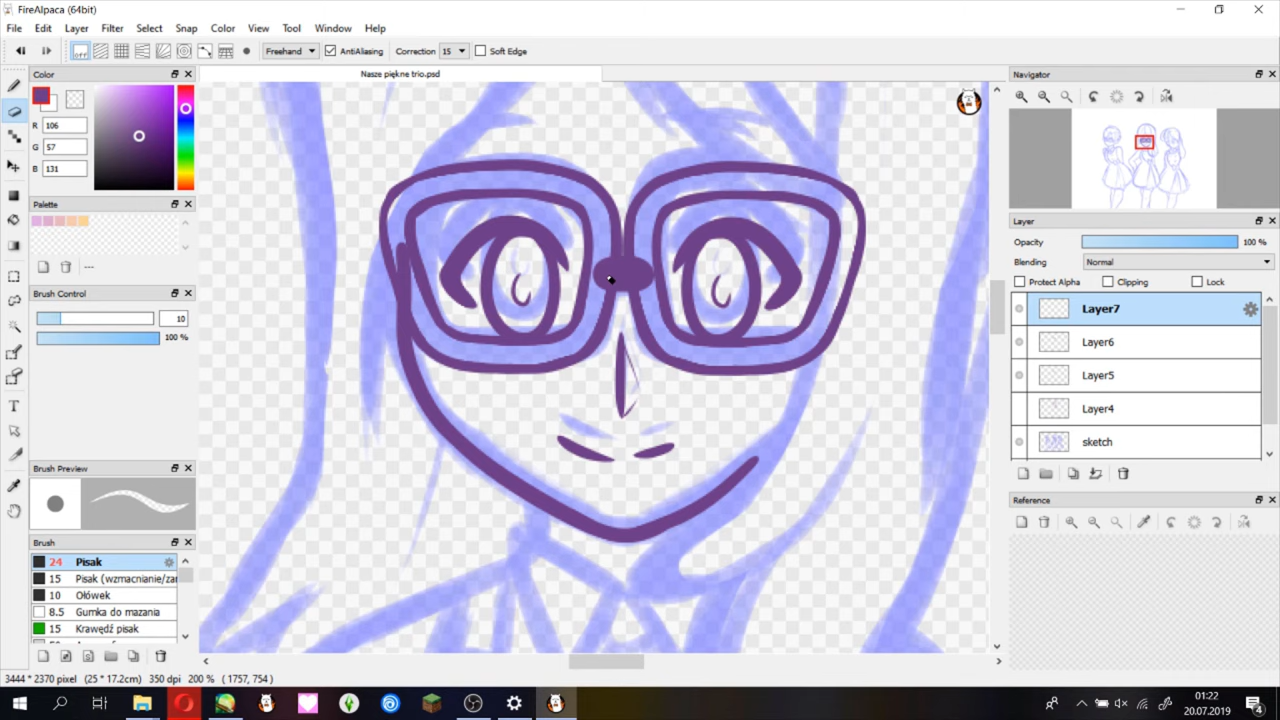 FireAlpaca (64bit)
File Edit Layer Filter Select Snap Color View Tool Window Help
off Freehand AntiAliasing Correction 15 Soft Edge
Color
Nasze piękne trio.psd
Navigator
R 106
G 57
B 131
Palette
---
Layer
Opacity 100 %
Blending Normal
Protect Alpha Clipping Lock
Brush Control
10
100 %
Layer7
Layer6
Layer5
Layer4
sketch
Brush Preview
Reference
Brush
24 Pisak
15 Pisak (wzmacnianie/zan
10 Ołówek
8.5 Gumka do mazania
15 Krawędź pisak
3444 * 2370 pixel (25 * 17.2cm) 350 dpi 200 % ( 1757, 754 )
01:22
20.07.2019
4